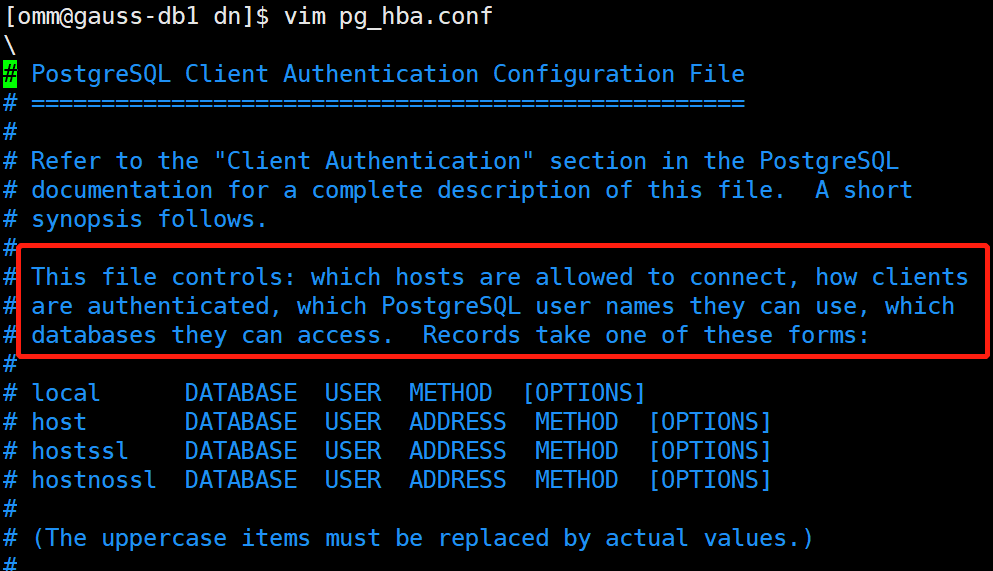 [omm@gauss-db1 dn]$ vim pg_hba.conf
\
# PostgreSQL Client Authentication Configuration File
# ===================================================
#
# Refer to the "Client Authentication" section in the PostgreSQL
# documentation for a complete description of this file.  A short
# synopsis follows.
#
# This file controls: which hosts are allowed to connect, how clients
# are authenticated, which PostgreSQL user names they can use, which
# databases they can access.  Records take one of these forms:
#
# local      DATABASE  USER  METHOD  [OPTIONS]
# host       DATABASE  USER  ADDRESS  METHOD  [OPTIONS]
# hostssl    DATABASE  USER  ADDRESS  METHOD  [OPTIONS]
# hostnossl  DATABASE  USER  ADDRESS  METHOD  [OPTIONS]
#
# (The uppercase items must be replaced by actual values.)
#